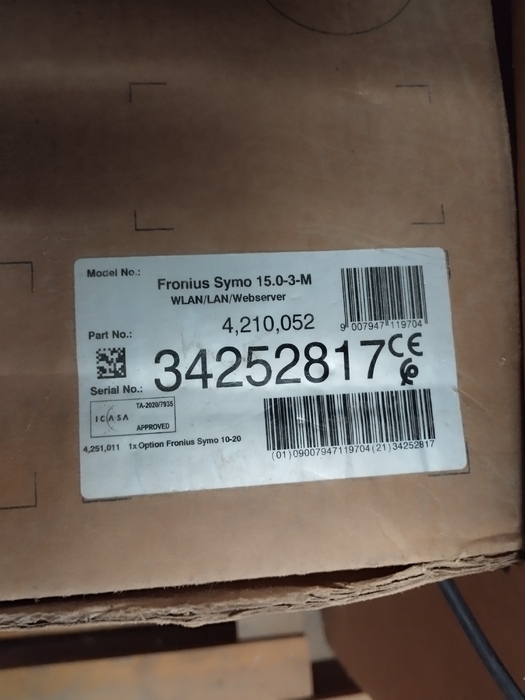 Model No.:
Fronius Symo 15.0-3-M
WLAN/LAN/Webserver
9 007947 119704
Part No.:
4,210,052
34252817
CE
Serial No.:
ICASA
TA-2020/7935
APPROVED
4,251,011 1x Option Fronius Symo 10-20
(01)09007947119704(21)34252817